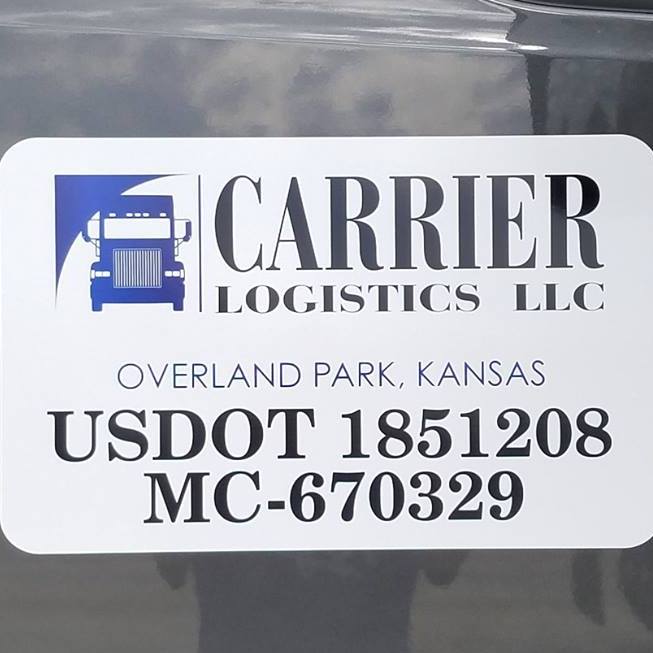 CARRIER
LOGISTICS LLC
OVERLAND PARK, KANSAS
USDOT 1851208
MC-670329